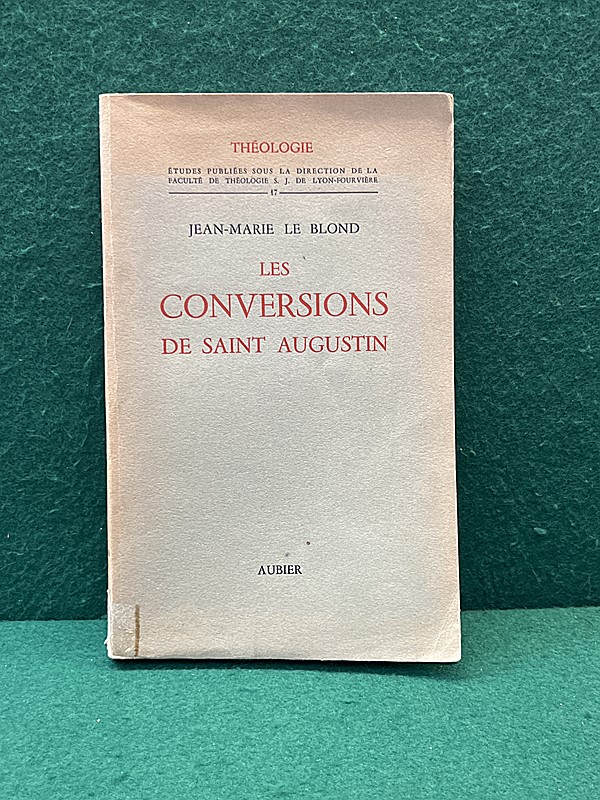 THÉOLOGIE
ÉTUDES PUBLIÉES SOUS LA DIRECTION DE LA
FACULTÉ DE THÉOLOGIE S. J. DE LYON-FOURVIÈRE
17
JEAN-MARIE LE BLOND
LES
CONVERSIONS
DE SAINT AUGUSTIN
AUBIER